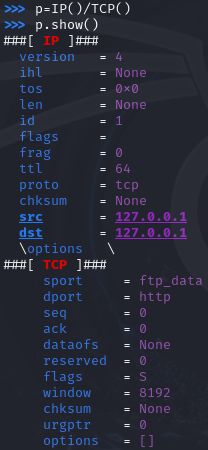 >>> p=IP()/TCP()
>>> p.show()
###[ IP ]###
  version   = 4
  ihl       = None
  tos       = 0×0
  len       = None
  id        = 1
  flags     =
  frag      = 0
  ttl       = 64
  proto     = tcp
  chksum    = None
  src       = 127.0.0.1
  dst       = 127.0.0.1
  \options   \
###[ TCP ]###
     sport     = ftp_data
     dport     = http
     seq       = 0
     ack       = 0
     dataofs   = None
     reserved  = 0
     flags     = S
     window    = 8192
     chksum    = None
     urgptr    = 0
     options   = []